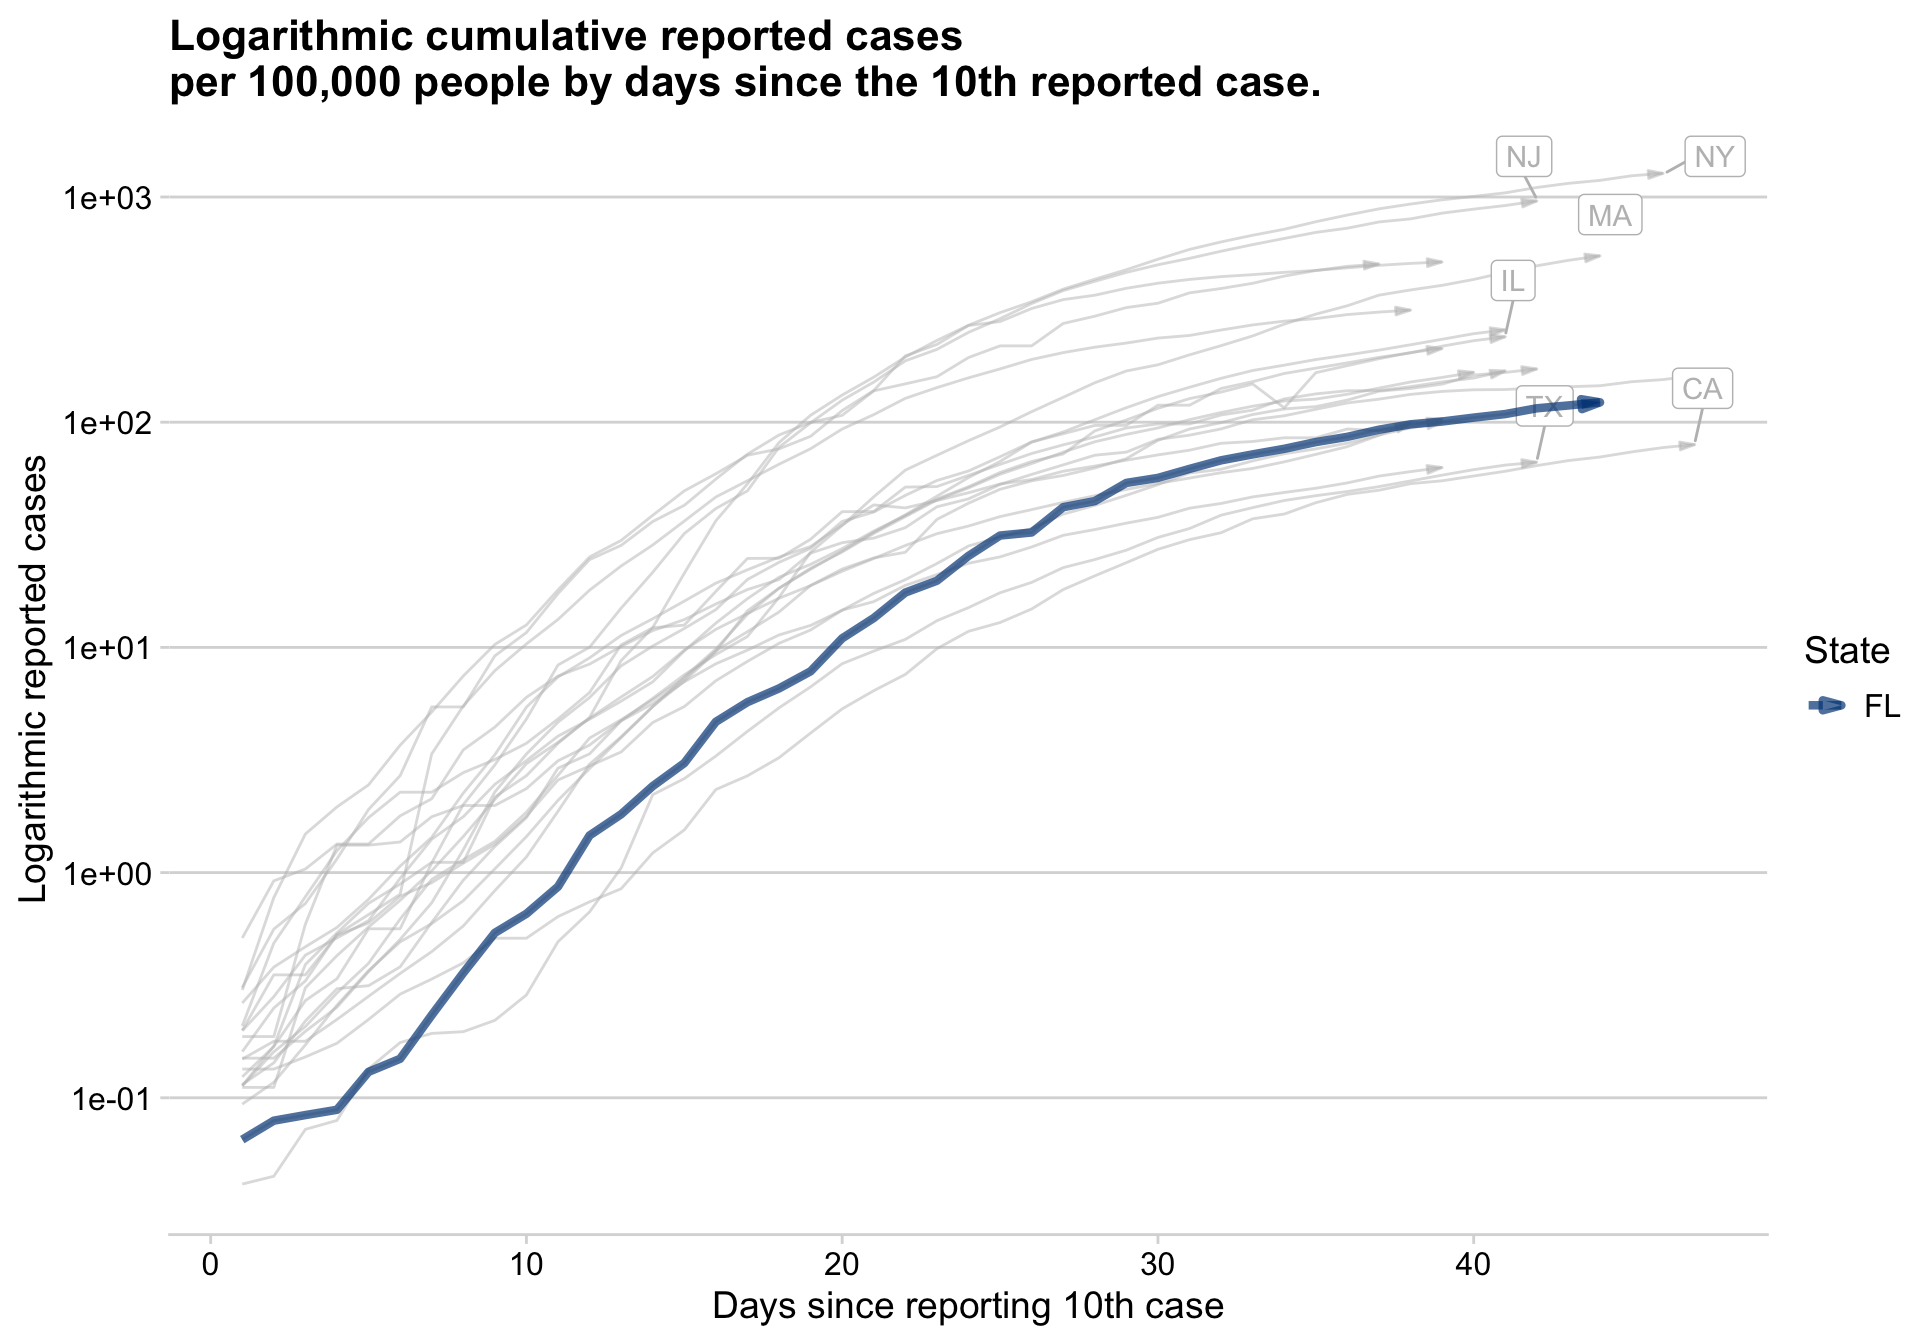 Logarithmic cumulative reported cases
per 100,000 people by days since the 10th reported case.
NJ
NY
1e+03
MA
IL
CA
TX
1e+02
1e+01
1e+00
1e-01
Logarithmic reported cases
State
FL
0 10 20 30 40
Days since reporting 10th case